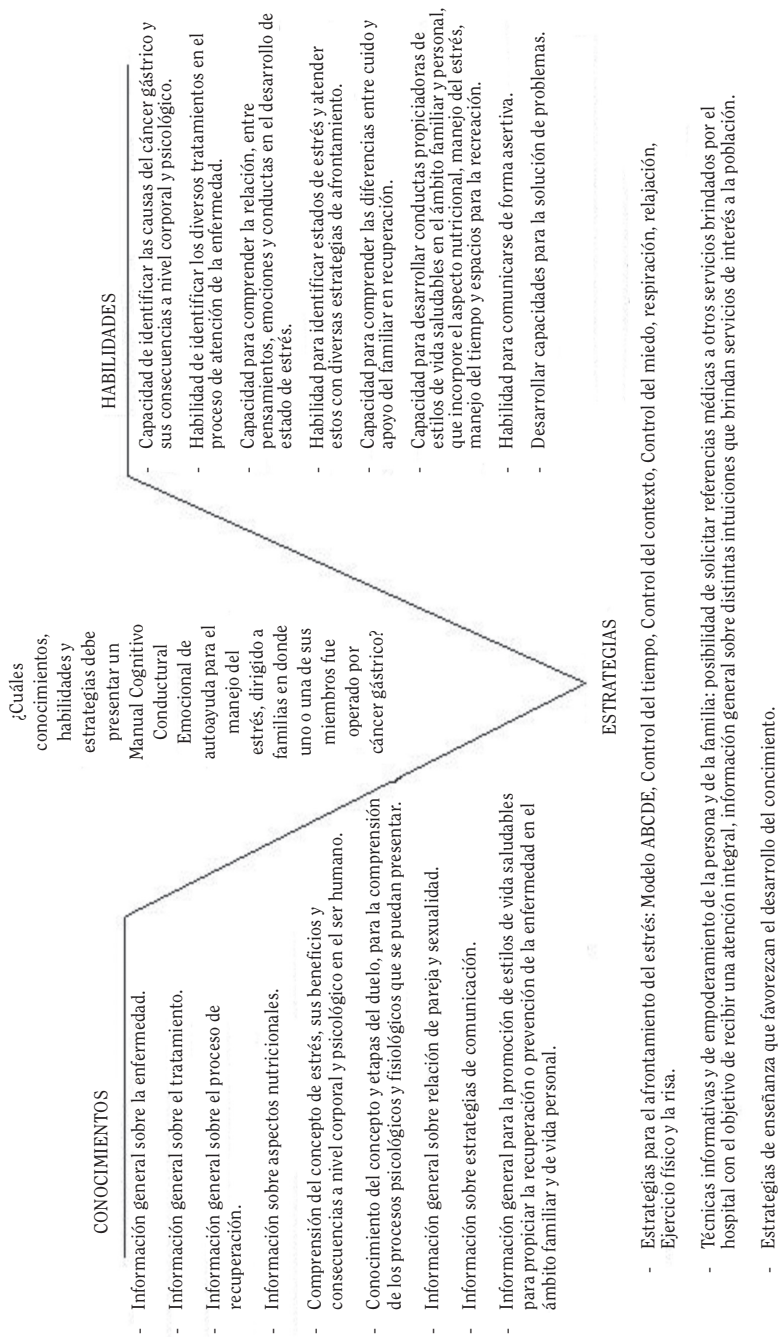 ¿Cuáles
conocimientos,
habilidades y
estrategias debe
presentar un
Manual Cognitivo
Conductural
Emocional de
autoayuda para el
manejo del
estrés, dirigido a
familias en donde
uno o una de sus
miembros fue
operado por
cáncer gástrico?
CONOCIMIENTOS
- Información general sobre la enfermedad.
- Información general sobre el tratamiento.
- Información general sobre el proceso de
recuperación.
- Información sobre aspectos nutricionales.
- Comprensión del concepto de estrés, sus beneficios y
consecuencias a nivel corporal y psicológico en el ser humano.
- Conocimiento del concepto y etapas del duelo, para la comprensión
de los procesos psicológicos y fisiológicos que se puedan presentar.
- Información general sobre relación de pareja y sexualidad.
- Información sobre estrategias de comunicación.
- Información general para la promoción de estilos de vida saludables
para propiciar la recuperación o prevención de la enfermedad en el
ámbito familiar y de vida personal.
HABILIDADES
- Capacidad de identificar las causas del cáncer gástrico y
sus consecuencias a nivel corporal y psicológico.
- Habilidad de identificar los diversos tratamientos en el
proceso de atención de la enfermedad.
- Capacidad para comprender la relación, entre
pensamientos, emociones y conductas en el desarrollo de
estado de estrés.
- Habilidad para identificar estados de estrés y atender
estos con diversas estrategias de afrontamiento.
- Capacidad para comprender las diferencias entre cuido y
apoyo del familiar en recuperación.
- Capacidad para desarrollar conductas propiciadoras de
estilos de vida saludables en el ámbito familiar y personal,
que incorpore el aspecto nutricional, manejo del estrés,
manejo del tiempo y espacios para la recreación.
- Habilidad para comunicarse de forma asertiva.
- Desarrollar capacidades para la solución de problemas.
ESTRATEGIAS
- Estrategias para el afrontamiento del estrés: Modelo ABCDE, Control del tiempo, Control del contexto, Control del miedo, respiración, relajación,
Ejercicio físico y la risa.
- Técnicas informativas y de empoderamiento de la persona y de la familia: posibilidad de solicitar referencias médicas a otros servicios brindados por el
hospital con el objetivo de recibir una atención integral, información general sobre distintas intuiciones que brindan servicios de interés a la población.
- Estrategias de enseñanza que favorezcan el desarrollo del concimiento.